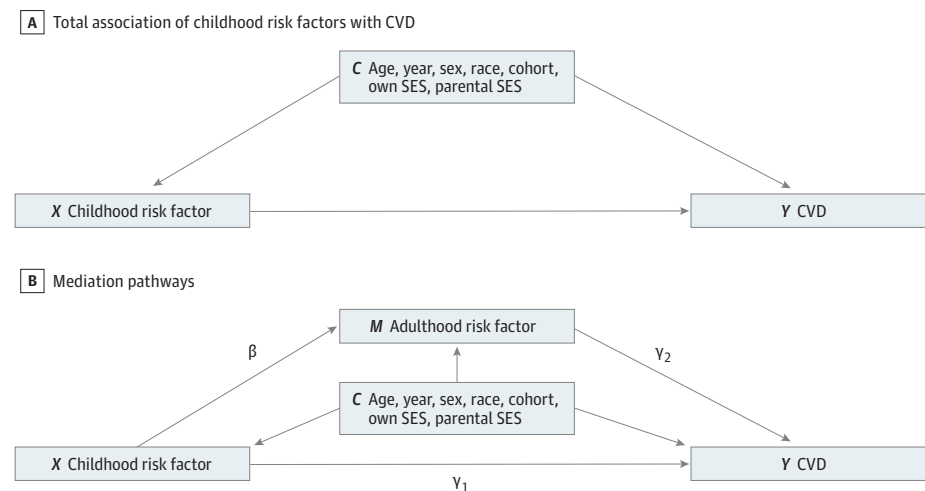 A Total association of childhood risk factors with CVD
C Age, year, sex, race, cohort,
own SES, parental SES
X Childhood risk factor
Y CVD
B Mediation pathways
M Adulthood risk factor
β
γ2
C Age, year, sex, race, cohort,
own SES, parental SES
X Childhood risk factor
Y CVD
γ1